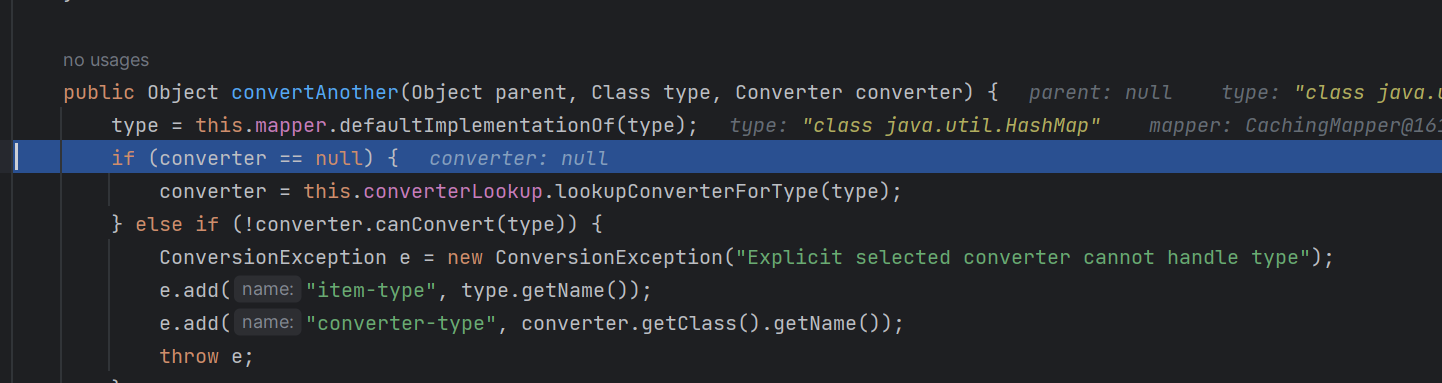 no usages
public Object convertAnother(Object parent, Class type, Converter converter) { parent: null type: "class java.u
type = this.mapper.defaultImplementationOf(type); type: "class java.util.HashMap" mapper: CachingMapper@161
if (converter == null) { converter: null
converter = this.converterLookup.lookupConverterForType(type);
} else if (!converter.canConvert(type)) {
ConversionException e = new ConversionException("Explicit selected converter cannot handle type");
e.add( name: "item-type", type.getName());
e.add( name: "converter-type", converter.getClass().getName());
throw e;